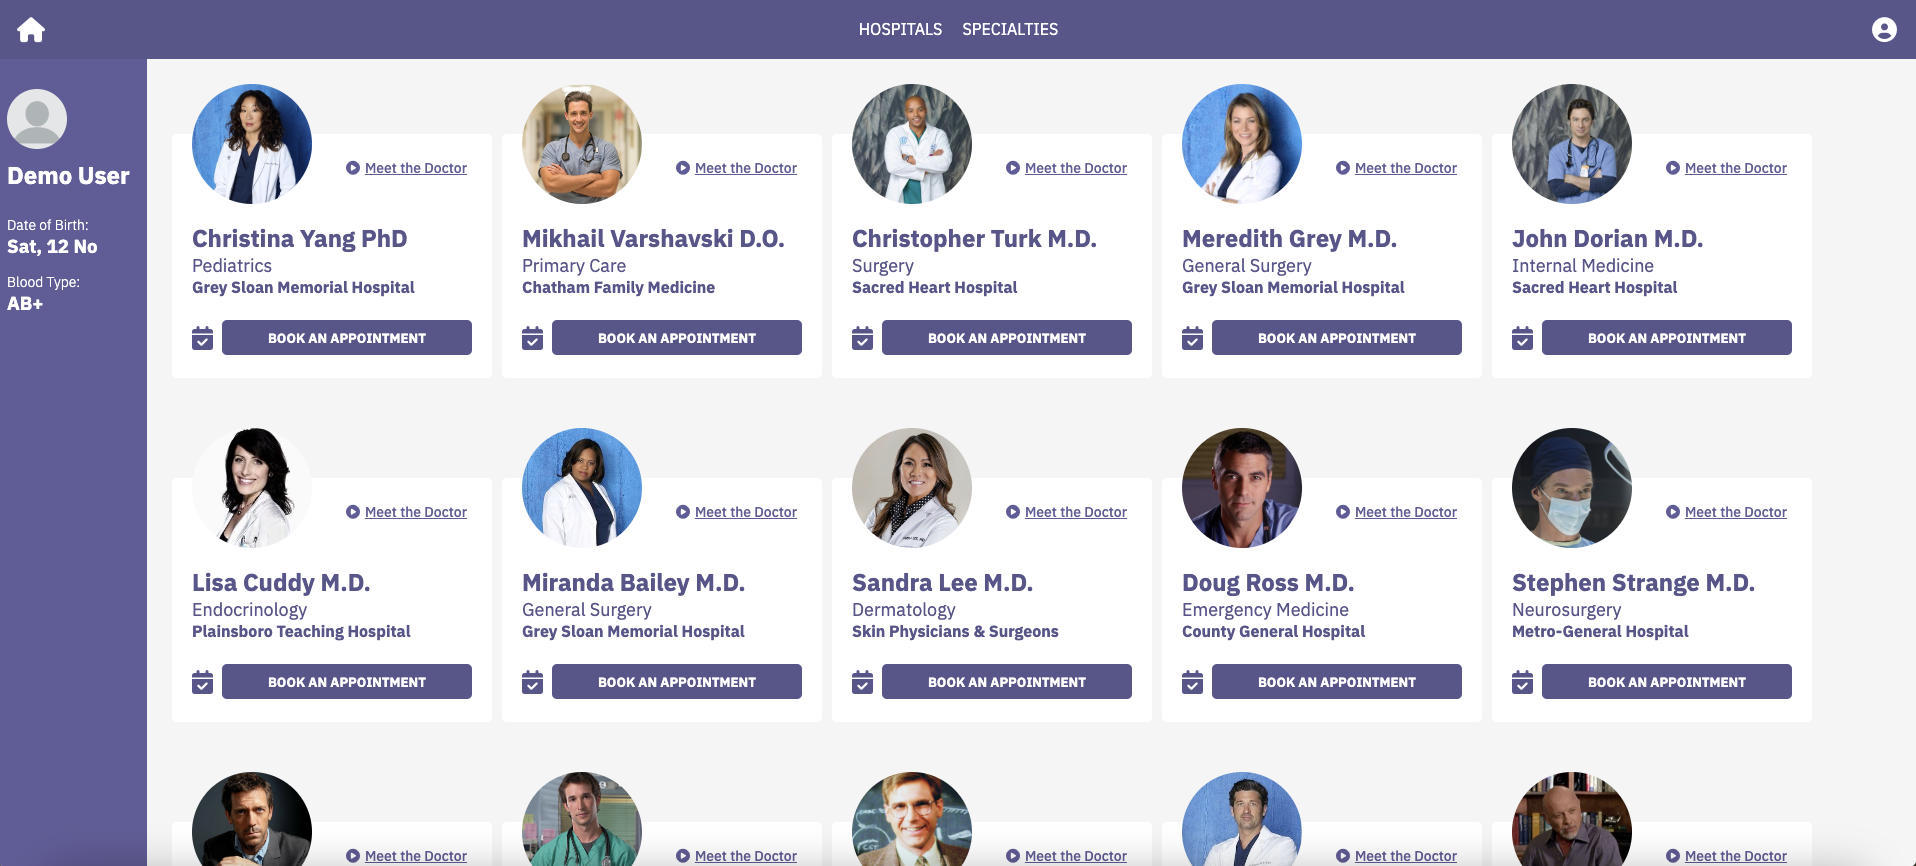 HOSPITALS SPECIALTIES
Demo User
Date of Birth:
Sat, 12 No
Blood Type:
AB+
Meet the Doctor
Christina Yang PhD
Pediatrics
Grey Sloan Memorial Hospital
BOOK AN APPOINTMENT
Meet the Doctor
Mikhail Varshavski D.O.
Primary Care
Chatham Family Medicine
BOOK AN APPOINTMENT
Meet the Doctor
Christopher Turk M.D.
Surgery
Sacred Heart Hospital
BOOK AN APPOINTMENT
Meet the Doctor
Meredith Grey M.D.
General Surgery
Grey Sloan Memorial Hospital
BOOK AN APPOINTMENT
Meet the Doctor
John Dorian M.D.
Internal Medicine
Sacred Heart Hospital
BOOK AN APPOINTMENT
Meet the Doctor
Lisa Cuddy M.D.
Endocrinology
Plainsboro Teaching Hospital
BOOK AN APPOINTMENT
Meet the Doctor
Miranda Bailey M.D.
General Surgery
Grey Sloan Memorial Hospital
BOOK AN APPOINTMENT
Meet the Doctor
Sandra Lee M.D.
Dermatology
Skin Physicians & Surgeons
BOOK AN APPOINTMENT
Meet the Doctor
Doug Ross M.D.
Emergency Medicine
County General Hospital
BOOK AN APPOINTMENT
Meet the Doctor
Stephen Strange M.D.
Neurosurgery
Metro-General Hospital
BOOK AN APPOINTMENT
Meet the Doctor
Meet the Doctor
Meet the Doctor
Meet the Doctor
Meet the Doctor